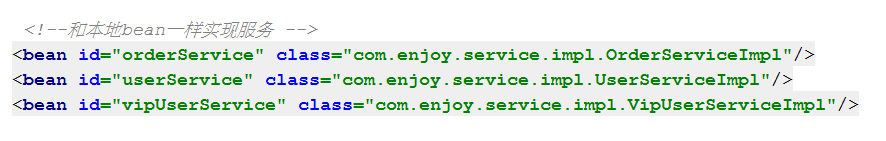 <!--和本地bean一样实现服务 -->
<bean id="orderService" class="com.enjoy.service.impl.OrderServiceImpl"/>
<bean id="userService" class="com.enjoy.service.impl.UserServiceImpl"/>
<bean id="vipUserService" class="com.enjoy.service.impl.VipUserServiceImpl"/>